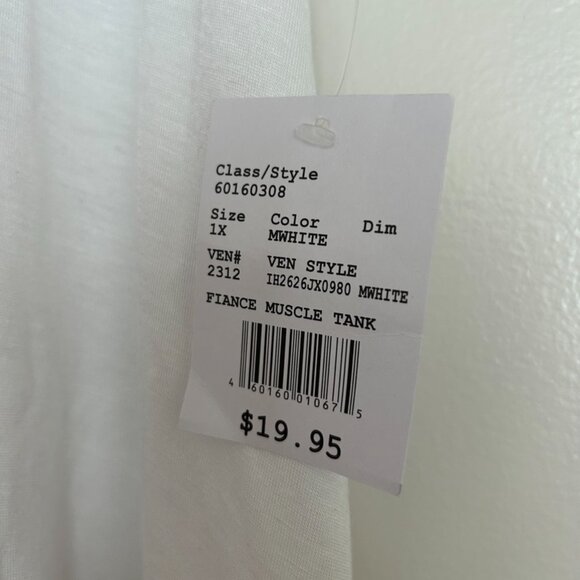 Class/Style
60160308
Size Color Dim
1X MWHITE
VEN# VEN STYLE
2312 IH2626JX0980 MWHITE
FIANCE MUSCLE TANK
4 60160 01067 5
$19.95